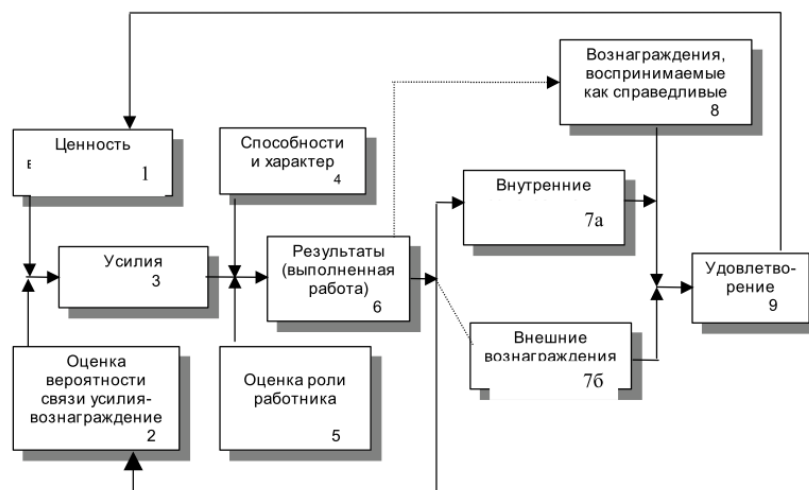 Вознаграждения,
воспринимаемые
как справедливые
8
Ценность
1
Способности
и характер
4
Внутренние
7а
Усилия
3
Результаты
(выполненная
работа)
6
Удовлетво-
рение
9
Оценка
вероятности
связи усилия-
вознаграждение
2
Оценка роли
работника
5
Внешние
вознаграждения
7б